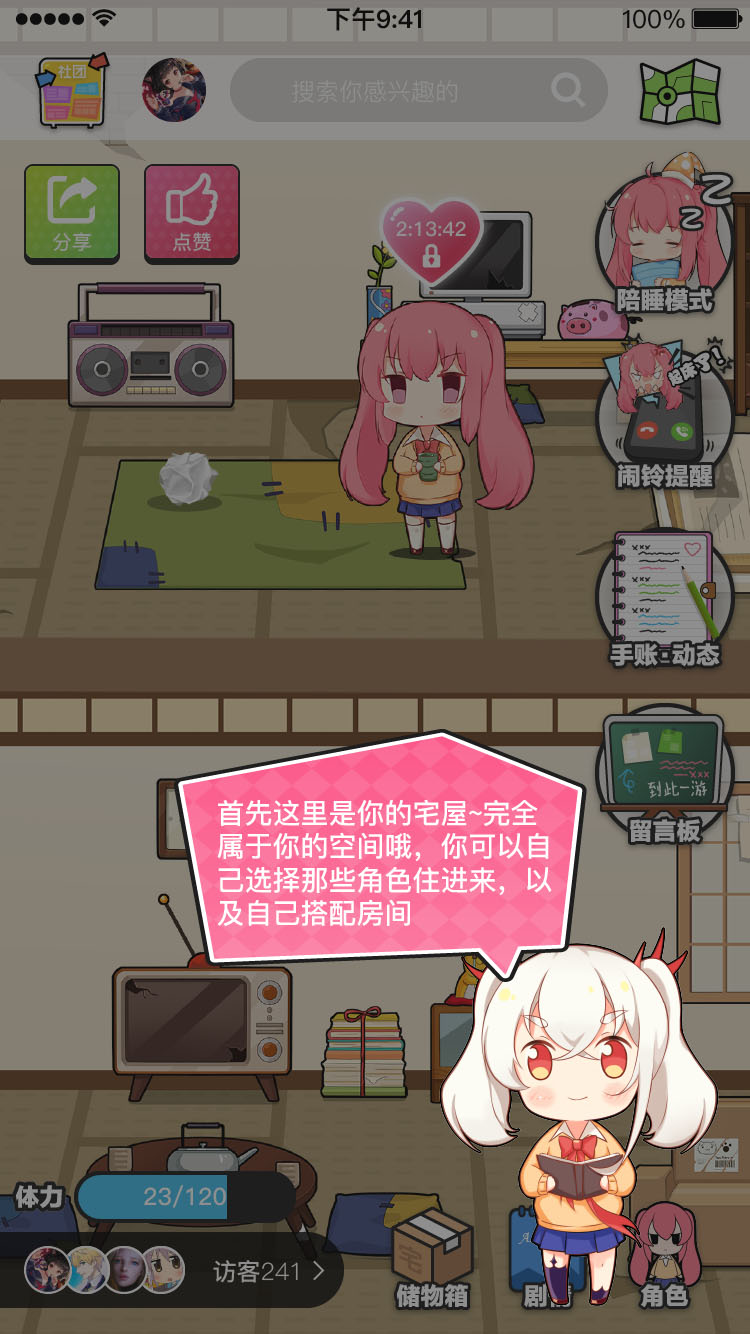 下午9:41
100%
社团
搜索你感兴趣的
分享
点赞
2:13:42
Z
Z
陪睡模式
起床了!
闹铃提醒
手账·动态
到此一游
留言板
首先这里是你的宅屋~完全
属于你的空间哦，你可以自
己选择那些角色住进来，以
及自己搭配房间
体力
23/120
访客241
宅
储物箱
角色